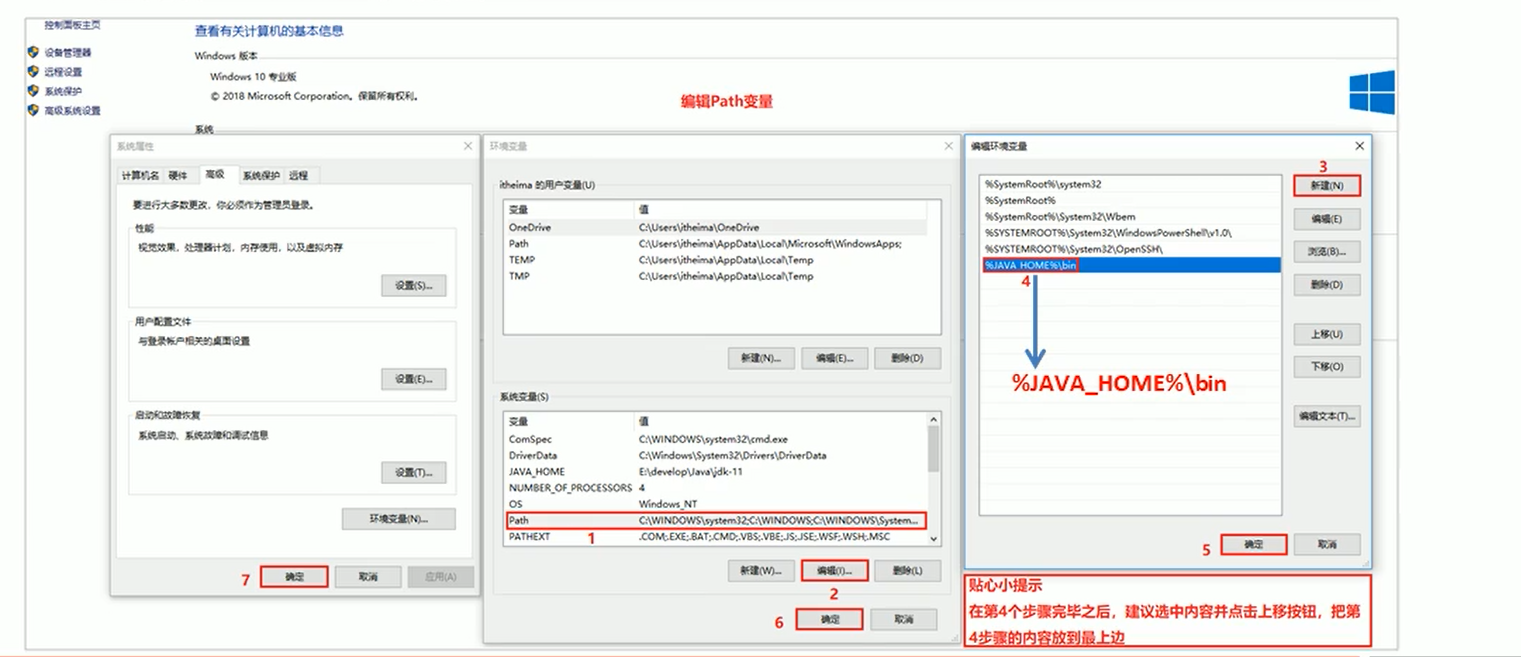 控制面板主页
设备管理器
远程设置
系统保护
高级系统设置
查看有关计算机的基本信息
Windows 版本
Windows 10 专业版
© 2018 Microsoft Corporation。保留所有权利。
系统
编辑Path变量
系统属性
计算机名 硬件 高级 系统保护 远程
要进行大多数更改，你必须作为管理员登录。
性能
视觉效果，处理器计划，内存使用，以及虚拟内存
设置(S)...
用户配置文件
与登录帐户相关的桌面设置
设置(E)...
启动和故障恢复
系统启动、系统故障和调试信息
设置(T)...
环境变量(N)...
7 确定 取消 应用(A)
环境变量
itheima 的用户变量(U)
变量 值
OneDrive C:\Users\itheima\OneDrive
Path C:\Users\itheima\AppData\Local\Microsoft\WindowsApps;
TEMP C:\Users\itheima\AppData\Local\Temp
TMP C:\Users\itheima\AppData\Local\Temp
新建(N)... 编辑(E)... 删除(D)
系统变量(S)
变量 值
ComSpec C:\WINDOWS\system32\cmd.exe
DriverData C:\Windows\System32\Drivers\DriverData
JAVA_HOME E:\develop\Java\jdk-11
NUMBER_OF_PROCESSORS 4
OS Windows_NT
Path C:\WINDOWS\system32;C:\WINDOWS;C:\WINDOWS\System...
PATHEXT .COM;.EXE;.BAT;.CMD;.VBS;.VBE;.JS;.JSE;.WSF;.WSH;.MSC
1
新建(W)... 编辑(I)... 删除(L)
2
6 确定 取消
编辑环境变量
%SystemRoot%\system32
%SystemRoot%
%SystemRoot%\System32\Wbem
%SYSTEMROOT%\System32\WindowsPowerShell\v1.0\
%SYSTEMROOT%\System32\OpenSSH\
%JAVA_HOME%\bin
4
%JAVA_HOME%\bin
3
新建(N)
编辑(E)
浏览(B)...
删除(D)
上移(U)
下移(O)
编辑文本(T)...
5 确定 取消
贴心小提示
在第4个步骤完毕之后，建议选中内容并点击上移按钮，把第
4步骤的内容放到最上边